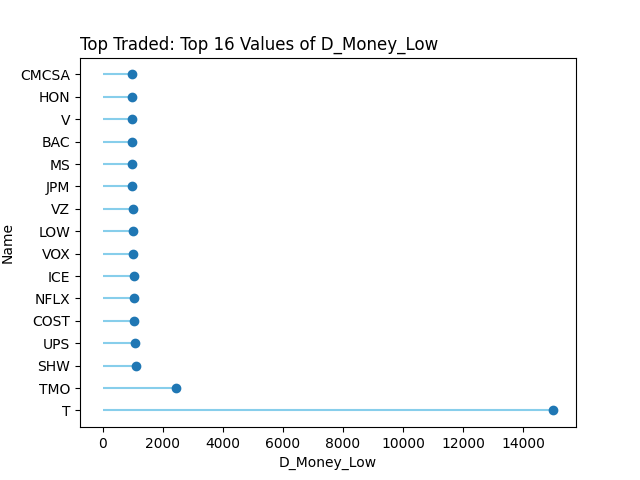 Top Traded: Top 16 Values of D_Money_Low
CMCSA
HON
V
BAC
MS
JPM
VZ
LOW
VOX
ICE
NFLX
COST
UPS
SHW
TMO
T
Name
0 2000 4000 6000 8000 10000 12000 14000
D_Money_Low